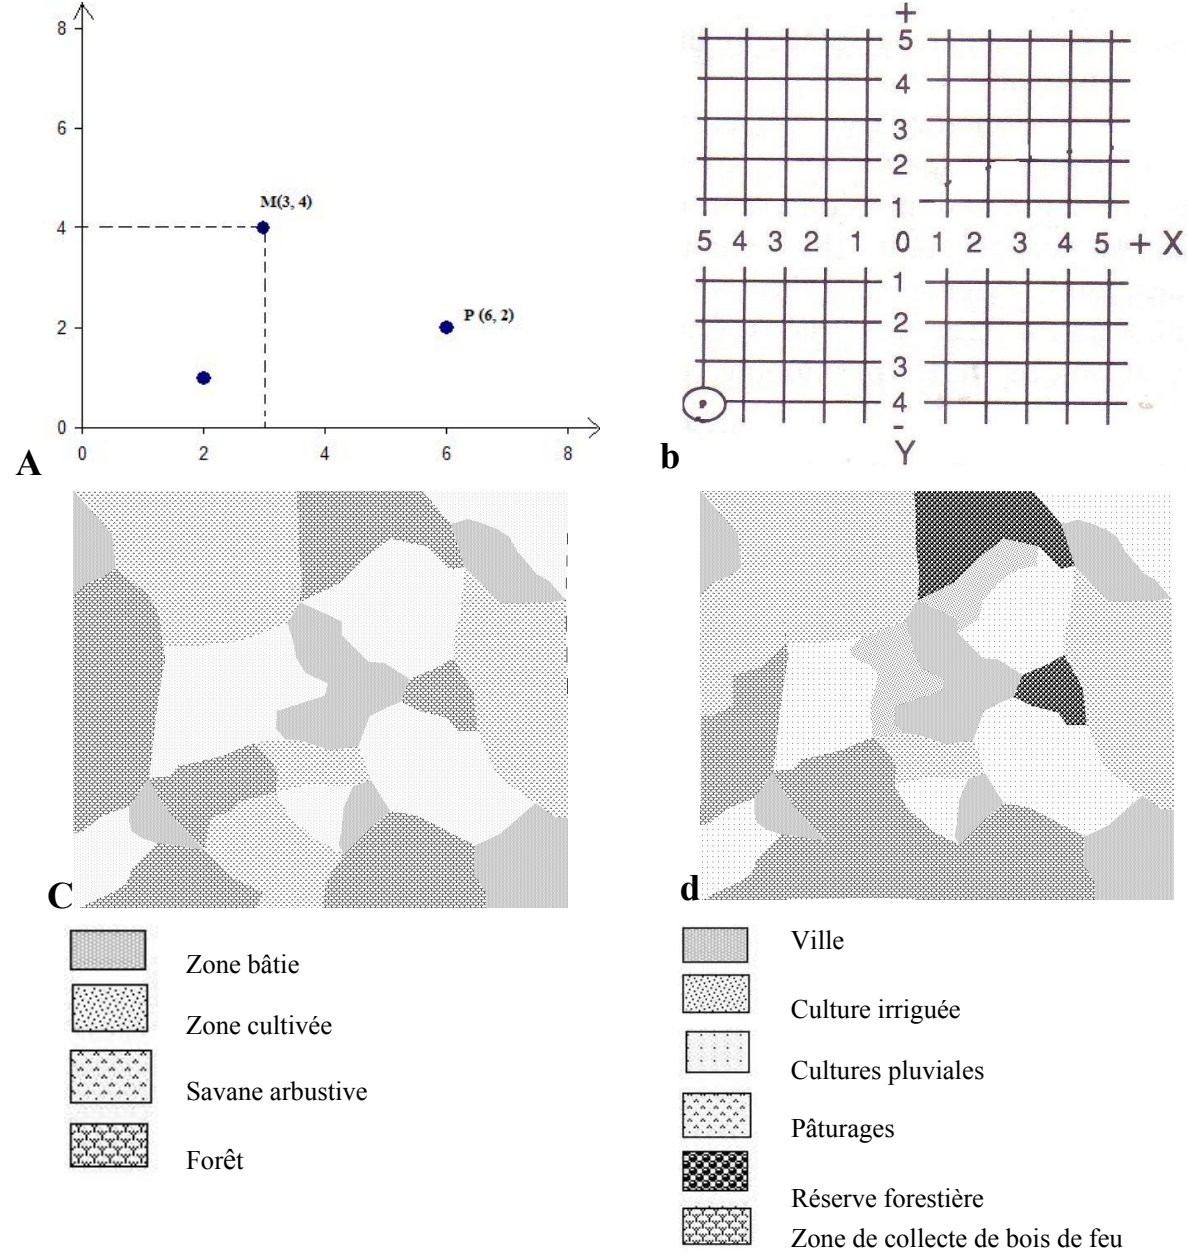 8
6
4
2
0
0 2 4 6 8
M(3, 4)
P (6, 2)
A
+
5
4
3
2
1
5 4 3 2 1 0 1 2 3 4 5 + X
1
2
3
4
-
Y
b
C
Zone bâtie
Zone cultivée
Savane arbustive
Forêt
d
Ville
Culture irriguée
Cultures pluviales
Pâturages
Réserve forestière
Zone de collecte de bois de feu